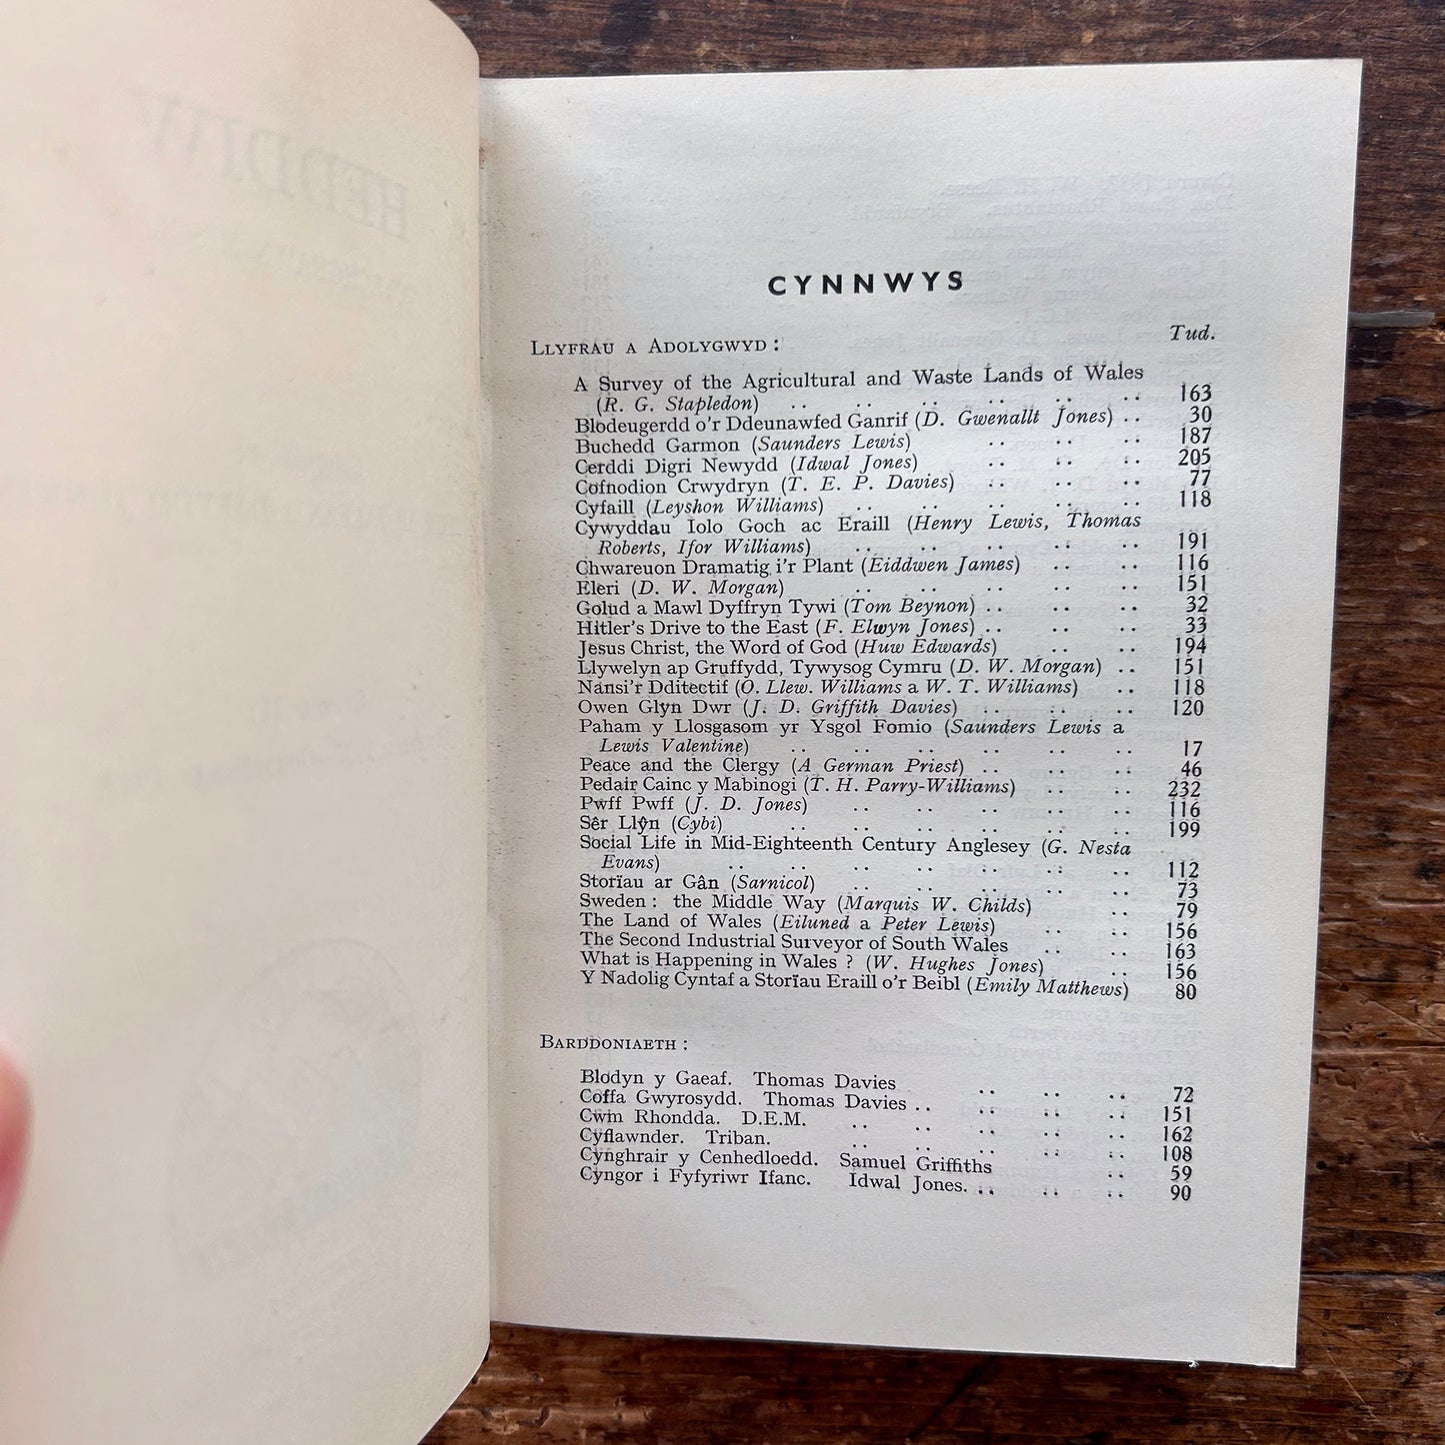 HEDDIW
CYNNWYS
Tud.
LLYFRAU A ADOLYGWYD :
A Survey of the Agricultural and Waste Lands of Wales
(R. G. Stapledon) .. .. .. .. .. .. 163
Blodeugerdd o'r Ddeunawfed Ganrif (D. Gwenallt Jones) .. 30
Buchedd Garmon (Saunders Lewis) .. .. .. 187
Cerddi Digri Newydd (Idwal Jones) .. .. .. 205
Cofnodion Crwydryn (T. E. P. Davies) .. .. .. 77
Cyfaill (Leyshon Williams) .. .. .. .. .. 118
Cywyddau Iolo Goch ac Eraill (Henry Lewis, Thomas
Roberts, Ifor Williams) .. .. .. .. .. 191
Chwareuon Dramatig i'r Plant (Eiddwen James) .. .. 116
Eleri (D. W. Morgan) .. .. .. .. .. 151
Golud a Mawl Dyffryn Tywi (Tom Beynon) .. .. .. 32
Hitler's Drive to the East (F. Elwyn Jones) .. .. .. 33
Jesus Christ, the Word of God (Huw Edwards) .. .. 194
Llywelyn ap Gruffydd, Tywysog Cymru (D. W. Morgan) .. 151
Nansi'r Dditectif (O. Llew. Williams a W. T. Williams) .. 118
Owen Glyn Dwr (J. D. Griffith Davies) .. .. .. 120
Paham y Llosgasom yr Ysgol Fomio (Saunders Lewis a
Lewis Valentine) .. .. .. .. .. .. 17
Peace and the Clergy (A German Priest) .. .. .. 46
Pedair Cainc y Mabinogi (T. H. Parry-Williams) .. .. 232
Pwff Pwff (J. D. Jones) .. .. .. .. .. 116
Sêr Llŷn (Cybi) .. .. .. .. .. .. 199
Social Life in Mid-Eighteenth Century Anglesey (G. Nesta
Evans) .. .. .. .. .. .. .. 112
Storïau ar Gân (Sarnicol) .. .. .. .. .. 73
Sweden : the Middle Way (Marquis W. Childs) .. 79
The Land of Wales (Eiluned a Peter Lewis) .. .. 156
The Second Industrial Surveyor of South Wales .. .. 163
What is Happening in Wales ? (W. Hughes Jones) .. 156
Y Nadolig Cyntaf a Storïau Eraill o'r Beibl (Emily Matthews) 80
BARDDONIAETH :
Blodyn y Gaeaf. Thomas Davies .. .. .. 72
Coffa Gwyrosydd. Thomas Davies .. .. .. .. 151
Cwm Rhondda. D.E.M. .. .. .. .. .. 162
Cyflawnder. Triban. .. .. .. .. .. 108
Cynghrair y Cenhedloedd. Samuel Griffiths .. 59
Cyngor i Fyfyriwr Ifanc. Idwal Jones. .. .. .. 90